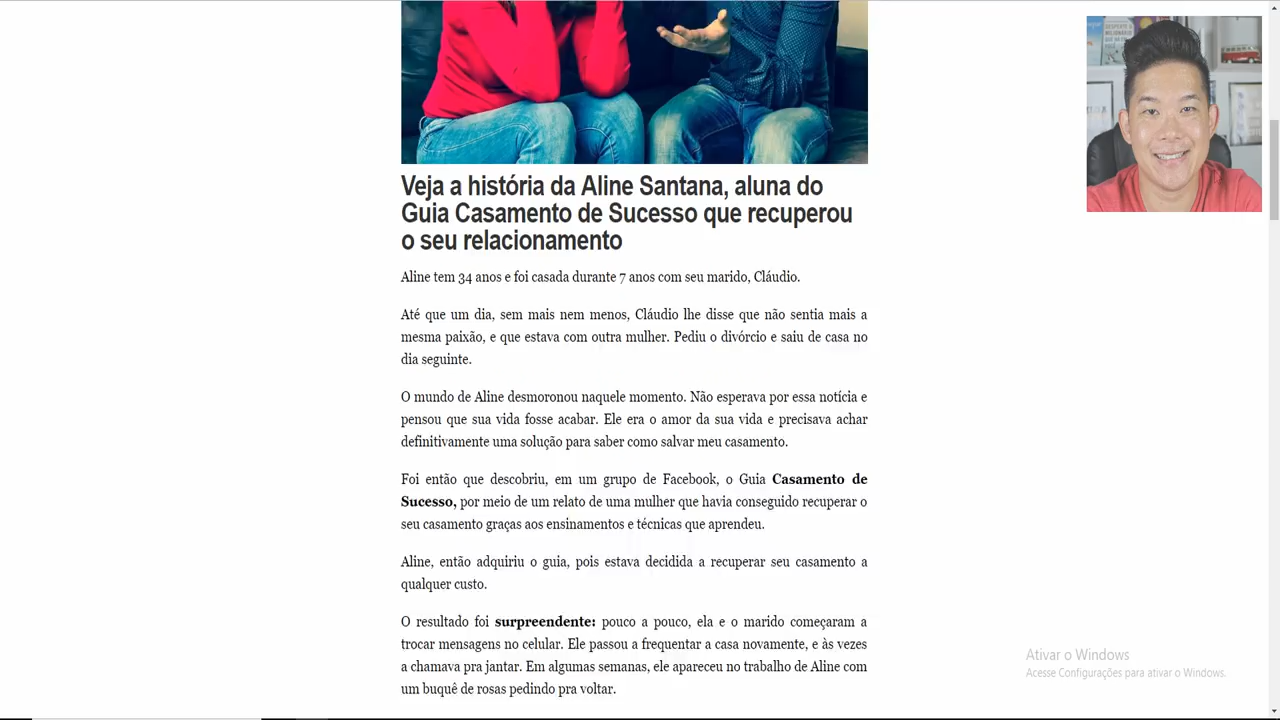 Veja a história da Aline Santana, aluna do
Guia Casamento de Sucesso que recuperou
o seu relacionamento
Aline tem 34 anos e foi casada durante 7 anos com seu marido, Cláudio.
Até que um dia, sem mais nem menos, Cláudio lhe disse que não sentia mais a
mesma paixão, e que estava com outra mulher. Pediu o divórcio e saiu de casa no
dia seguinte.
O mundo de Aline desmoronou naquele momento. Não esperava por essa notícia e
pensou que sua vida fosse acabar. Ele era o amor da sua vida e precisava achar
definitivamente uma solução para saber como salvar meu casamento.
Foi então que descobriu, em um grupo de Facebook, o Guia Casamento de
Sucesso, por meio de um relato de uma mulher que havia conseguido recuperar o
seu casamento graças aos ensinamentos e técnicas que aprendeu.
Aline, então adquiriu o guia, pois estava decidida a recuperar seu casamento a
qualquer custo.
O resultado foi surpreendente: pouco a pouco, ela e o marido começaram a
trocar mensagens no celular. Ele passou a frequentar a casa novamente, e às vezes
a chamava pra jantar. Em algumas semanas, ele apareceu no trabalho de Aline com
um buquê de rosas pedindo pra voltar.
Ativar o Windows
Acesse Configurações para ativar o Windows.